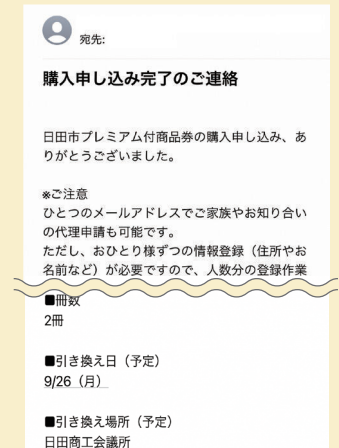 宛先:
購入申し込み完了のご連絡
日田市プレミアム付商品券の購入申し込み、あ
りがとうございました。
※ご注意
ひとつのメールアドレスでご家族やお知り合い
の代理申請も可能です。
ただし、おひとり様ずつの情報登録（住所やお
名前など）が必要ですので、人数分の登録作業
■冊数
2冊
■引き換え日（予定）
9/26（月）
■引き換え場所（予定）
日田商工会議所